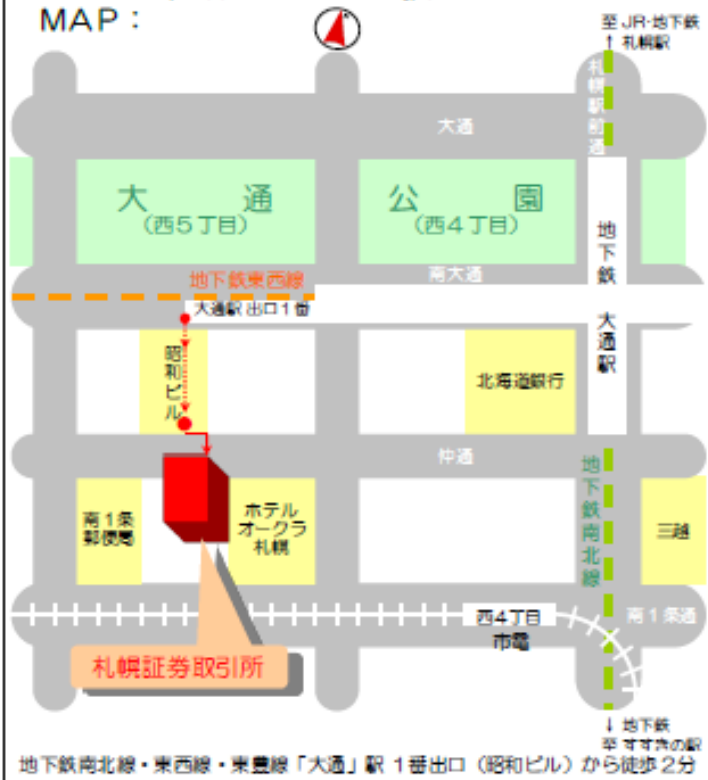 MAP：
至 JR·地下鉄
↑ 札幌駅
札幌駅前通
大通
大　通　公　園
(西5丁目)
(西4丁目)
地下鉄 大通駅
地下鉄東西線
南大通
大通駅 出口1番
昭和ビル
北海道銀行
仲通
地下鉄南北線
南1条
郵便局
ホテル
オークラ
札幌
三越
西4丁目
市電
南1条通
札幌証券取引所
↓ 地下鉄
至 すすきの駅
地下鉄南北線・東西線・東豊線「大通」駅 1番出口（昭和ビル）から徒歩2分